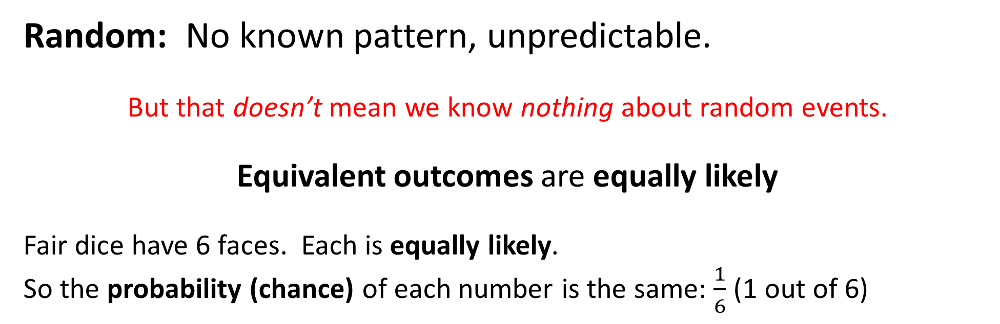 Random: No known pattern, unpredictable.
But that doesn’t mean we know nothing about random events.
Equivalent outcomes are equally likely
Fair dice have 6 faces. Each is equally likely.
So the probability (chance) of each number is the same: 1/6 (1 out of 6)